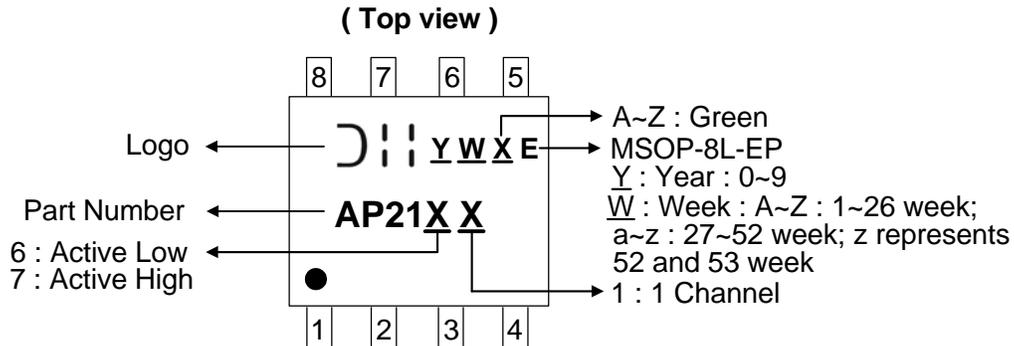 ( Top view )
8 7 6 5
A~Z : Green
Logo
Y W X E
MSOP-8L-EP
Y : Year : 0~9
Part Number
AP21X X
W : Week : A~Z : 1~26 week;
a~z : 27~52 week; z represents
52 and 53 week
6 : Active Low
7 : Active High
1 : 1 Channel
1 2 3 4